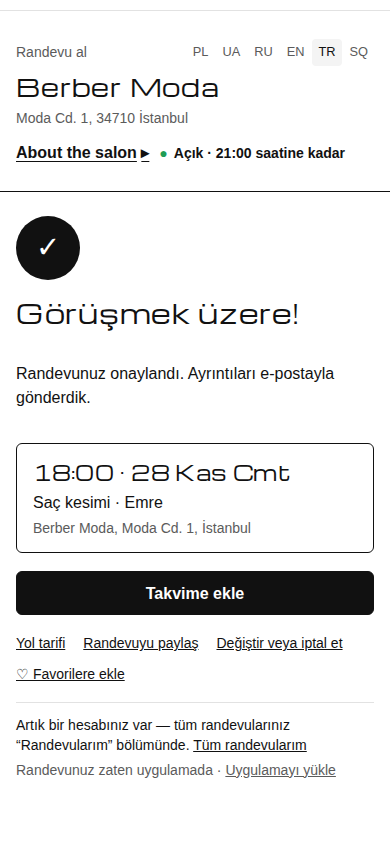 Randevu al
PL UA RU EN TR SQ
Berber Moda
Moda Cd. 1, 34710 İstanbul
About the salon ▸ ● Açık · 21:00 saatine kadar
✓
Görüşmek üzere!
Randevunuz onaylandı. Ayrıntıları e-postayla
gönderdik.
18:00 · 28 Kas Cmt
Saç kesimi · Emre
Berber Moda, Moda Cd. 1, İstanbul
Takvime ekle
Yol tarifi Randevuyu paylaş Değiştir veya iptal et
♡ Favorilere ekle
Artık bir hesabınız var — tüm randevularınız
“Randevularım” bölümünde. Tüm randevularım
Randevunuz zaten uygulamada · Uygulamayı yükle